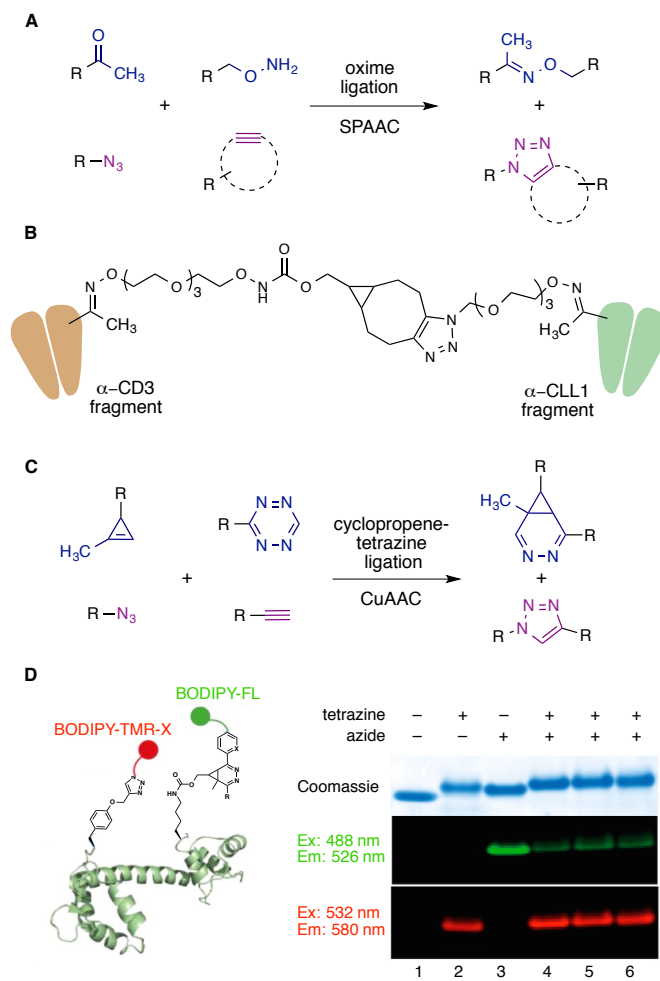 A
O
R
CH3
+
R
O
NH2
oxime
ligation
SPAAC
CH3
R
N
O
R
+
R
N3
R
N
N
N
R
R
B
N
O
CH3
O
3
O
O
N
H
O
O
N
N
N
O
3
O
N
H3C
α–CD3
fragment
α–CLL1
fragment
C
R
H3C
+
R
N
N
N
N
cyclopropene-
tetrazine
ligation
CuAAC
R
H3C
R
N
N
+
R
N3
R
N
N
N
R
R
D
BODIPY-FL
BODIPY-TMR-X
N
N
N
O
X
N
N
R
O
O
HN
tetrazine – + – + + +
azide – – + + + +
Coomassie
Ex: 488 nm
Em: 526 nm
Ex: 532 nm
Em: 580 nm
1 2 3 4 5 6